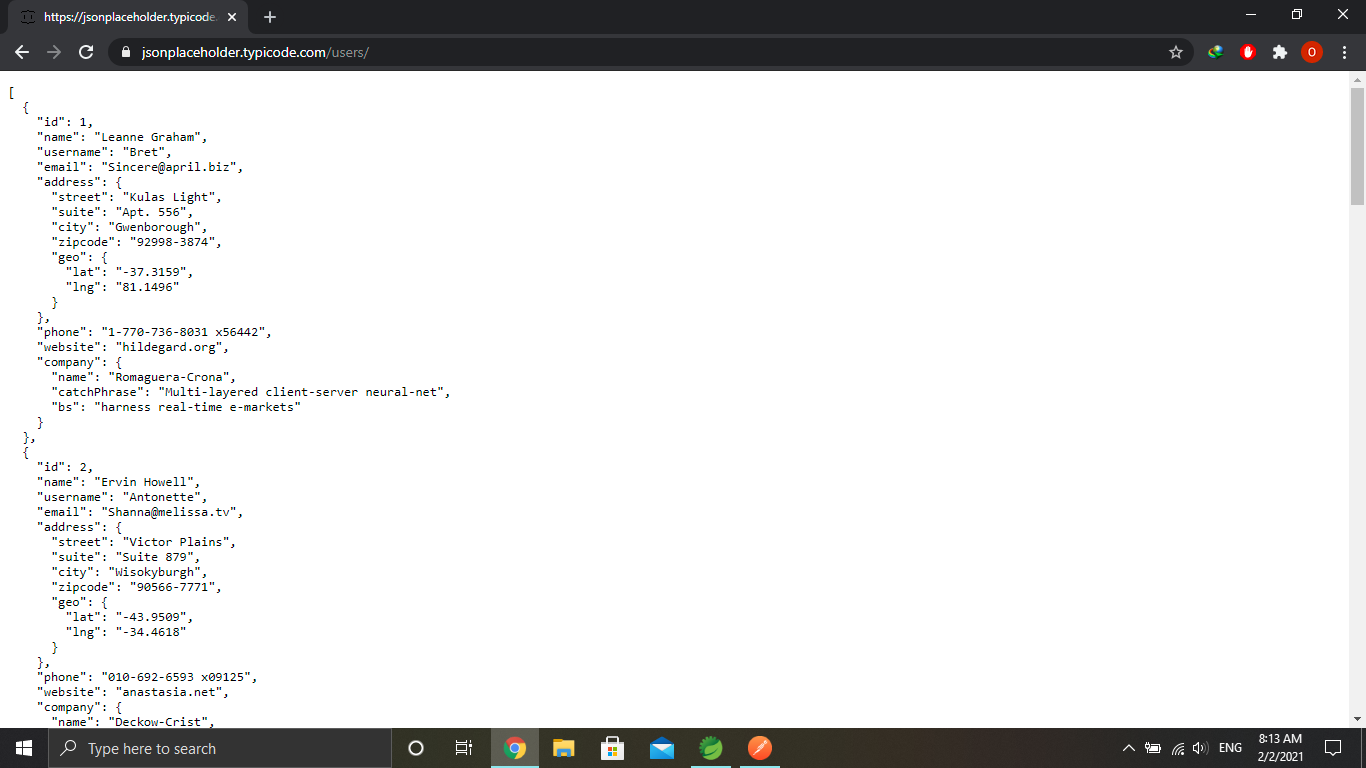 https://jsonplaceholder.typicode.
jsonplaceholder.typicode.com/users/
O
[
  {
    "id": 1,
    "name": "Leanne Graham",
    "username": "Bret",
    "email": "Sincere@april.biz",
    "address": {
      "street": "Kulas Light",
      "suite": "Apt. 556",
      "city": "Gwenborough",
      "zipcode": "92998-3874",
      "geo": {
        "lat": "-37.3159",
        "lng": "81.1496"
      }
    },
    "phone": "1-770-736-8031 x56442",
    "website": "hildegard.org",
    "company": {
      "name": "Romaguera-Crona",
      "catchPhrase": "Multi-layered client-server neural-net",
      "bs": "harness real-time e-markets"
    }
  },
  {
    "id": 2,
    "name": "Ervin Howell",
    "username": "Antonette",
    "email": "Shanna@melissa.tv",
    "address": {
      "street": "Victor Plains",
      "suite": "Suite 879",
      "city": "Wisokyburgh",
      "zipcode": "90566-7771",
      "geo": {
        "lat": "-43.9509",
        "lng": "-34.4618"
      }
    },
    "phone": "010-692-6593 x09125",
    "website": "anastasia.net",
    "company": {
      "name": "Deckow-Crist",
Type here to search
ENG
8:13 AM
2/2/2021